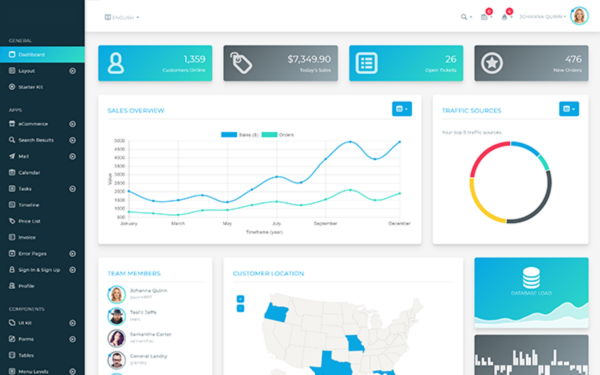 ENGLISH
JOHANNA QUINN
GENERAL
Dashboard
Layout
Starter Kit
APPS
eCommerce
Search Results
Mail
Calendar
Tasks
Timeline
Price List
Invoice
Error Pages
Sign In & Sign Up
Profile
COMPONENTS
UI Kit
Forms
Tables
Menu Levels
1,359
Customers Online
$7,349.90
Today's Sales
26
Open Tickets
476
New Orders
SALES OVERVIEW
Sales ($)
Orders
Value
5000
4500
4000
3500
3000
2500
2000
1500
1000
500
January
March
May
July
September
December
Timeframe (year)
TRAFFIC SOURCES
Your top 5 traffic sources
TEAM MEMBERS
Johanna Quinn
Samantha Carter
General Landry
CUSTOMER LOCATION
+
-
DATABASE LOAD